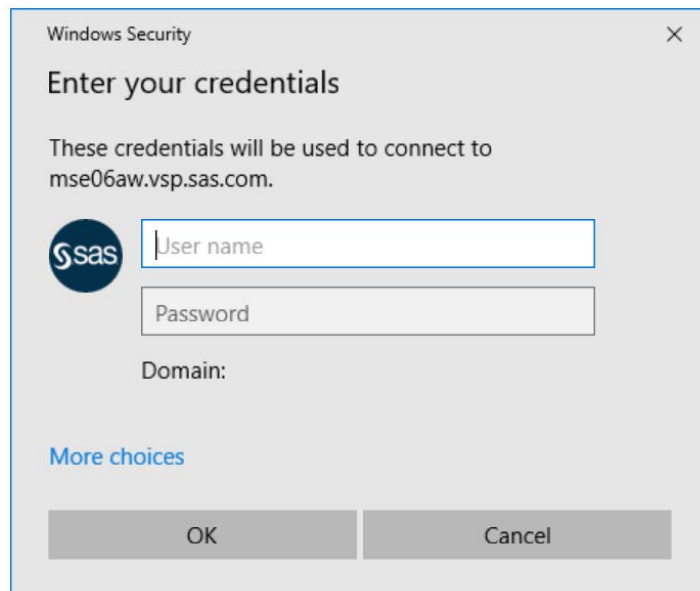 Windows Security
Enter your credentials
These credentials will be used to connect to
mse06aw.vsp.sas.com.
sas
User name
Password
Domain:
More choices
OK
Cancel